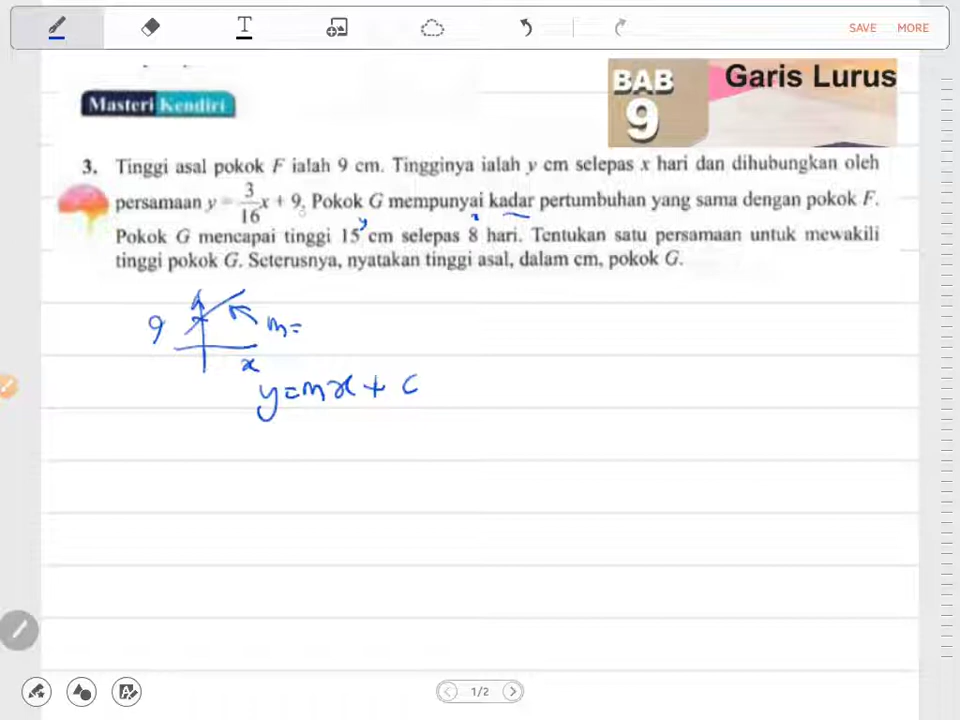 T
SAVE
MORE
Masteri Kendiri
BAB
9
Garis Lurus
3. Tinggi asal pokok F ialah 9 cm. Tingginya ialah y cm selepas x hari dan dihubungkan oleh
persamaan y = 3/16 x + 9. Pokok G mempunyai kadar pertumbuhan yang sama dengan pokok F.
y
x
Pokok G mencapai tinggi 15 cm selepas 8 hari. Tentukan satu persamaan untuk mewakili
tinggi pokok G. Seterusnya, nyatakan tinggi asal, dalam cm, pokok G.
9
m=
x
y=mx + c
1/2
A